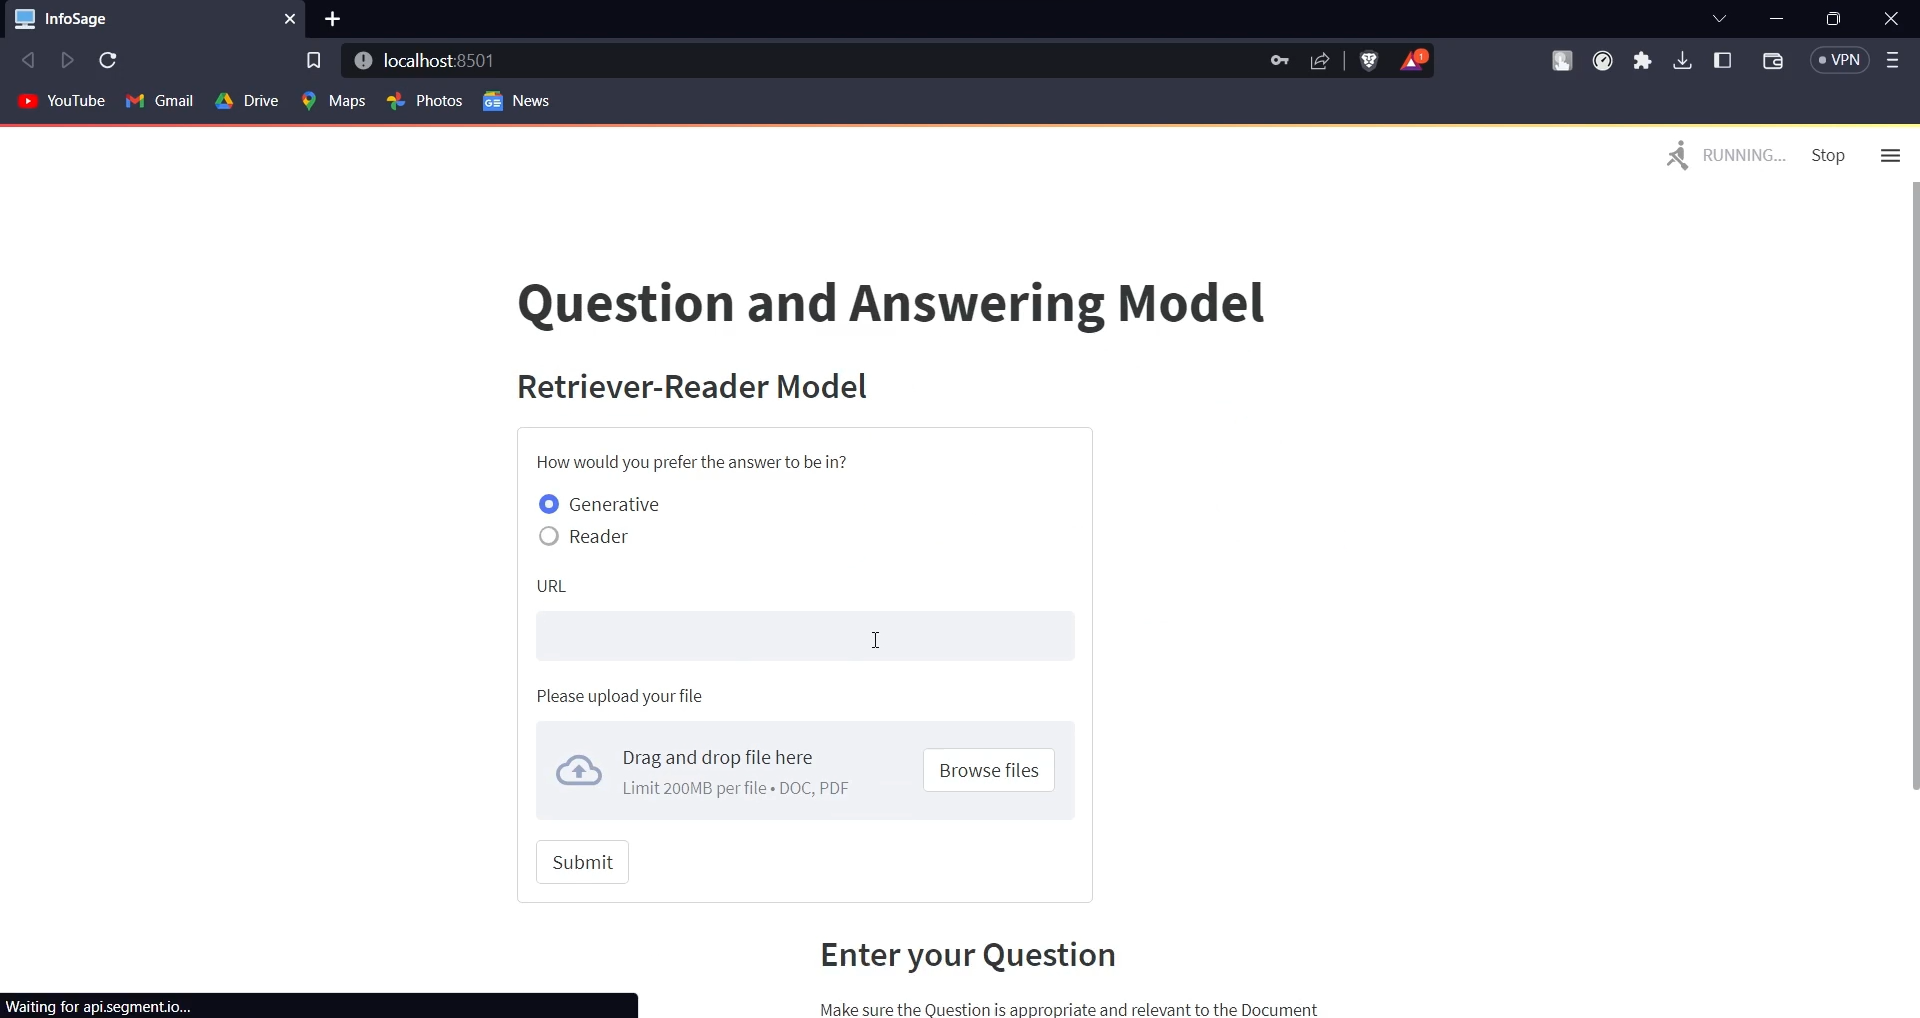 InfoSage
localhost:8501
1
VPN
YouTube Gmail Drive Maps Photos News
RUNNING... Stop
Question and Answering Model
Retriever-Reader Model
How would you prefer the answer to be in?
Generative
Reader
URL
Please upload your file
Drag and drop file here
Limit 200MB per file • DOC, PDF
Browse files
Submit
Enter your Question
Make sure the Question is appropriate and relevant to the Document
Waiting for api.segment.io...